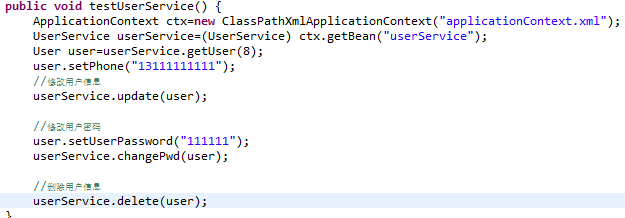 public void testUserService() {
ApplicationContext ctx=new ClassPathXmlApplicationContext("applicationContext.xml");
UserService userService=(UserService) ctx.getBean("userService");
User user=userService.getUser(8);
user.setPhone("13111111111");
//修改用户信息
userService.update(user);
//修改用户密码
user.setUserPassword("111111");
userService.changePwd(user);
//删除用户信息
userService.delete(user);
}